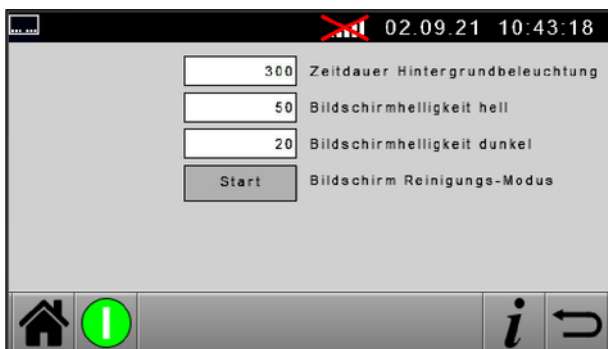 02.09.21 10:43:18
300 Zeitdauer Hintergrundbeleuchtung
50 Bildschirmhelligkeit hell
20 Bildschirmhelligkeit dunkel
Start Bildschirm Reinigungs-Modus
i